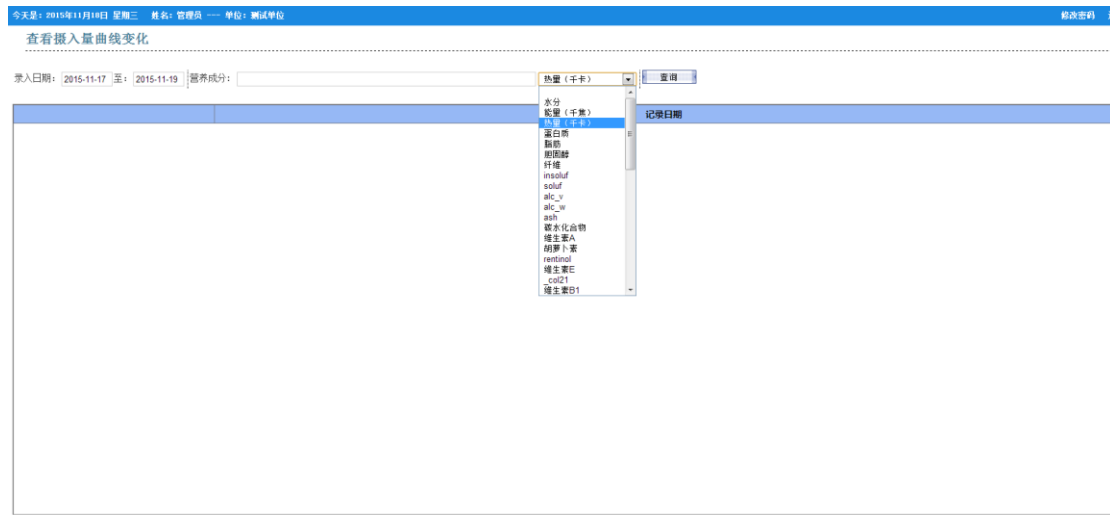 今天是：2015年11月18日 星期三 姓名：管理员 --- 单位：测试单位 修改密码
查看摄入量曲线变化
录入日期： 2015-11-17 至： 2015-11-19 营养成分： 热量（千卡） 查询
记录日期
水分
能量（千焦）
热量（千卡）
蛋白质
脂肪
胆固醇
纤维
insoluf
soluf
alc_v
alc_w
ash
碳水化合物
维生素A
胡萝卜素
rentinol
维生素E
_col21
维生素B1